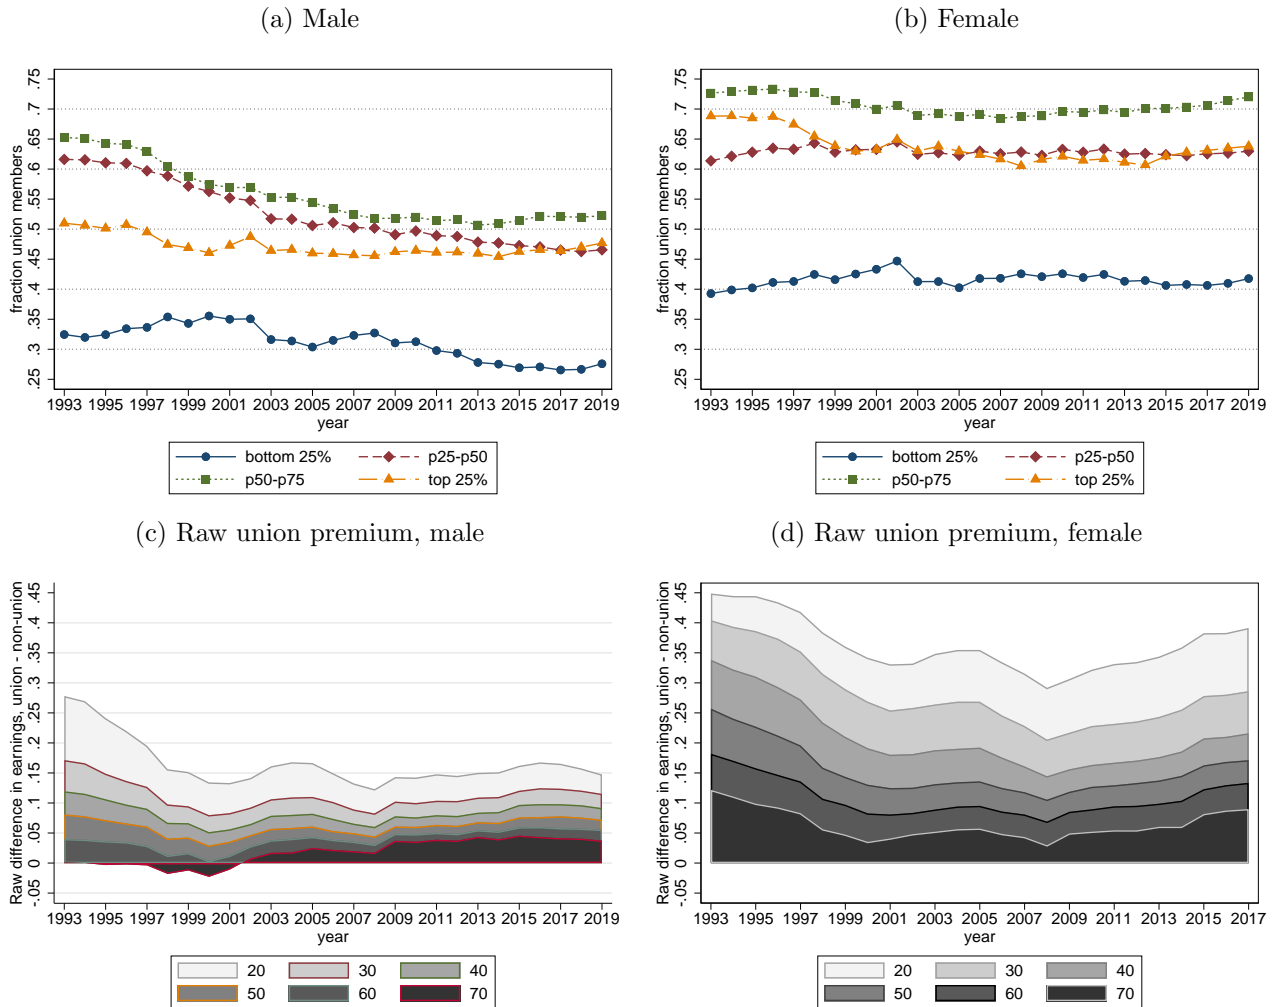 (a) Male
(b) Female
fraction union members
.75
.7
.65
.6
.55
.5
.45
.4
.35
.3
.25
1993 1995 1997 1999 2001 2003 2005 2007 2009 2011 2013 2015 2017 2019
year
bottom 25% p25-p50
p50-p75 top 25%
fraction union members
.75
.7
.65
.6
.55
.5
.45
.4
.35
.3
.25
1993 1995 1997 1999 2001 2003 2005 2007 2009 2011 2013 2015 2017 2019
year
bottom 25% p25-p50
p50-p75 top 25%
(c) Raw union premium, male
(d) Raw union premium, female
Raw difference in earnings, union - non-union
.45
.4
.35
.3
.25
.2
.15
.1
.05
0
-.05
1993 1995 1997 1999 2001 2003 2005 2007 2009 2011 2013 2015 2017 2019
year
20 30 40
50 60 70
Raw difference in earnings, union - non-union
.45
.4
.35
.3
.25
.2
.15
.1
.05
0
-.05
1993 1995 1997 1999 2001 2003 2005 2007 2009 2011 2013 2015 2017
year
20 30 40
50 60 70